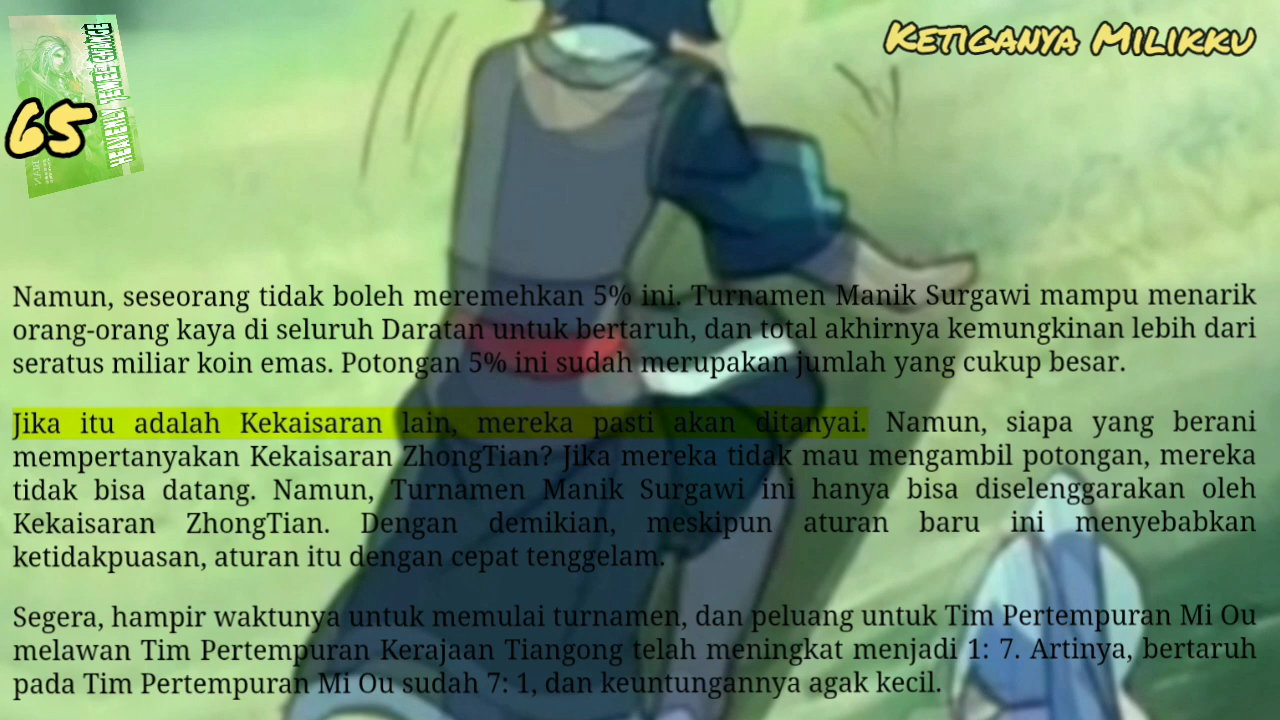 HEAVENLY JEWEL CHANGE
65
Ketiganya Milikku
Namun, seseorang tidak boleh meremehkan 5% ini. Turnamen Manik Surgawi mampu menarik
orang-orang kaya di seluruh Daratan untuk bertaruh, dan total akhirnya kemungkinan lebih dari
seratus miliar koin emas. Potongan 5% ini sudah merupakan jumlah yang cukup besar.
Jika itu adalah Kekaisaran lain, mereka pasti akan ditanyai. Namun, siapa yang berani
mempertanyakan Kekaisaran ZhongTian? Jika mereka tidak mau mengambil potongan, mereka
tidak bisa datang. Namun, Turnamen Manik Surgawi ini hanya bisa diselenggarakan oleh
Kekaisaran ZhongTian. Dengan demikian, meskipun aturan baru ini menyebabkan
ketidakpuasan, aturan itu dengan cepat tenggelam.
Segera, hampir waktunya untuk memulai turnamen, dan peluang untuk Tim Pertempuran Mi Ou
melawan Tim Pertempuran Kerajaan Tiangong telah meningkat menjadi 1: 7. Artinya, bertaruh
pada Tim Pertempuran Mi Ou sudah 7: 1, dan keuntungannya agak kecil.